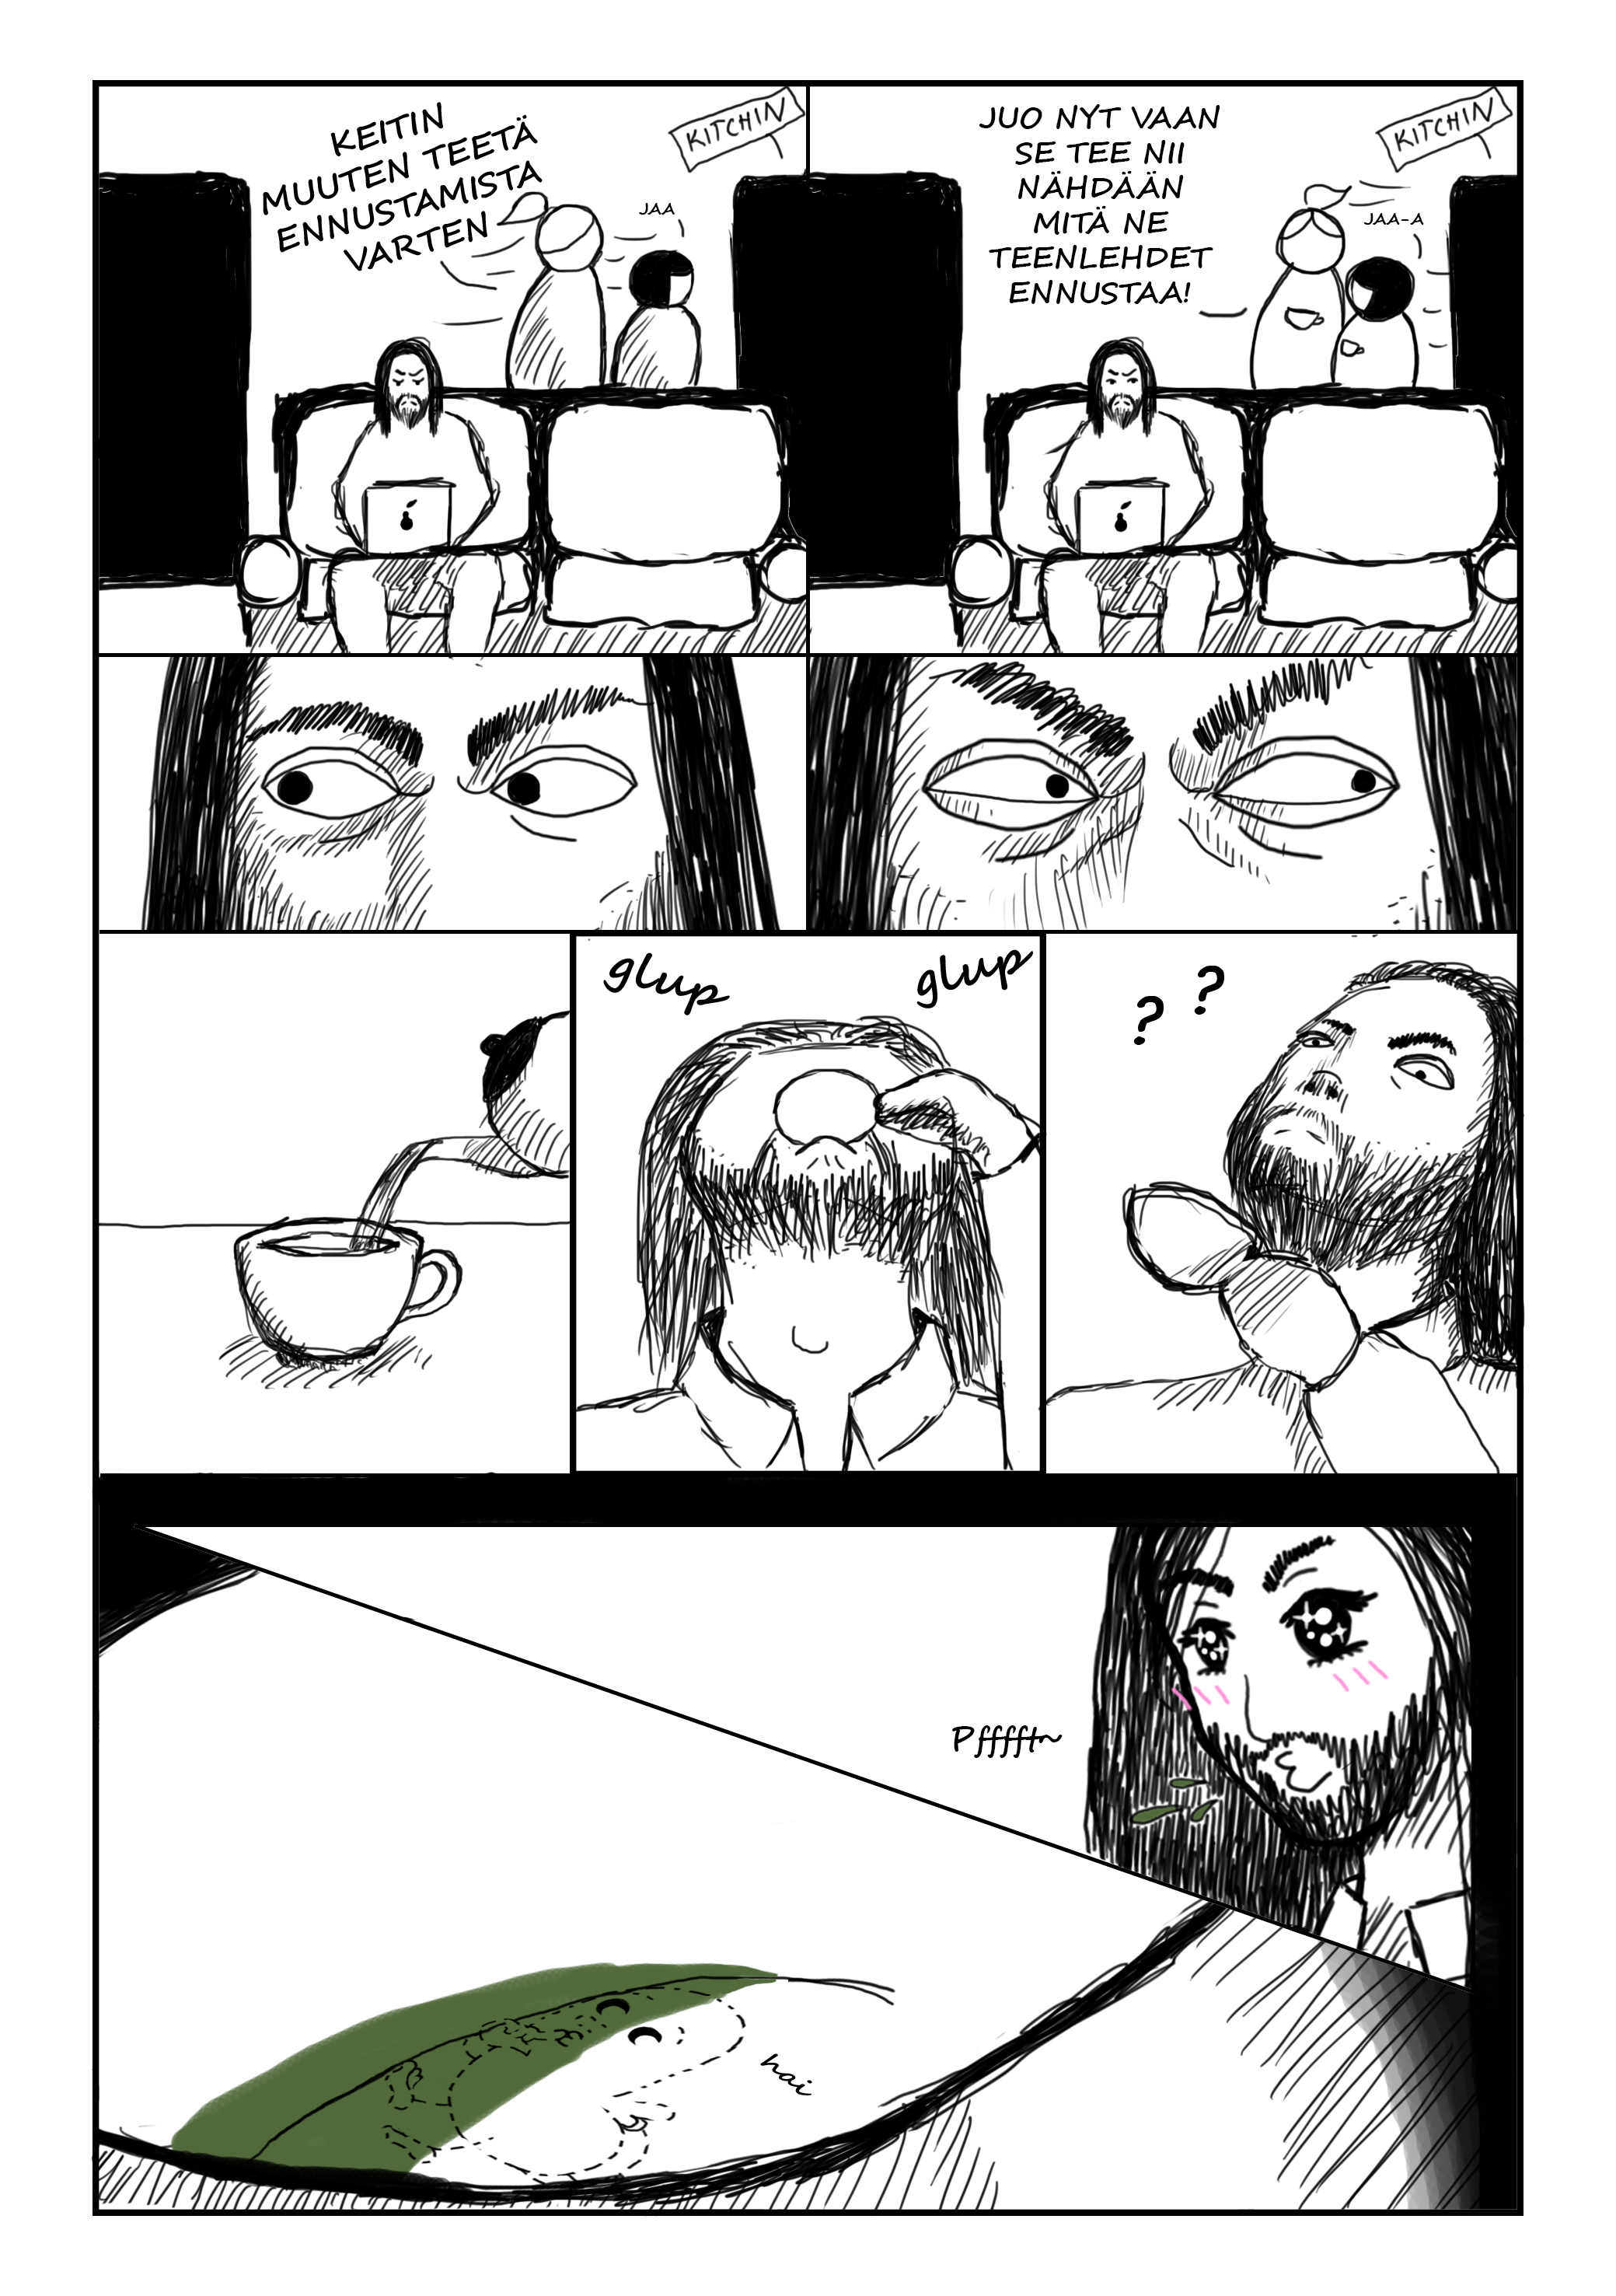 KEITIN
MUUTEN TEETÄ
ENNUSTAMISTA
VARTEN
JAA
KITCHIN
JUO NYT VAAN
SE TEE NII
NÄHDÄÄN
MITÄ NE
TEENLEHDET
ENNUSTAA!
JAA-A
KITCHIN
glup
glup
? ?
Pfffft~
hai